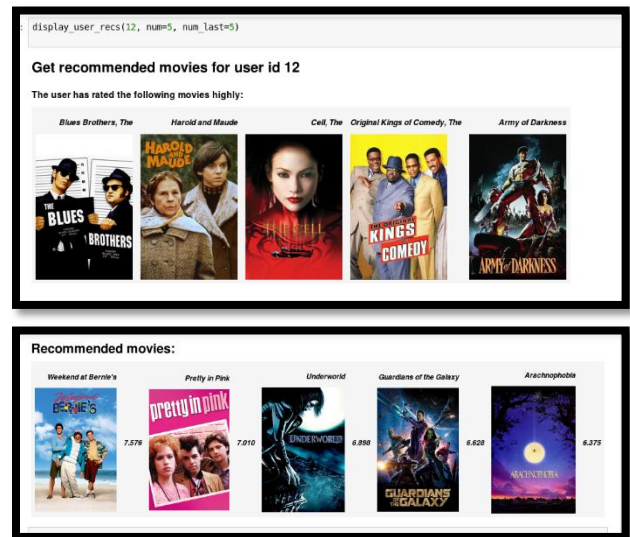 : display_user_recs(12, num=5, num_last=5)
Get recommended movies for user id 12
The user has rated the following movies highly:
Blues Brothers, The Harold and Maude Cell, The Original Kings of Comedy, The Army of Darkness
THE
BLUES
BROTHERS
HAROLD
AND
MAUDE
THE CELL
THE ORIGINAL
KINGS
OF
COMEDY
ARMY OF DARKNESS
Recommended movies:
Weekend at Bernie's Pretty in Pink Underworld Guardians of the Galaxy Arachnophobia
Weekend at
BERNIE'S
7.576
pretty in pink
7.010
UNDERWORLD
6.898
GUARDIANS
OF THE
GALAXY
6.628
ARACHNOPHOBIA
6.375